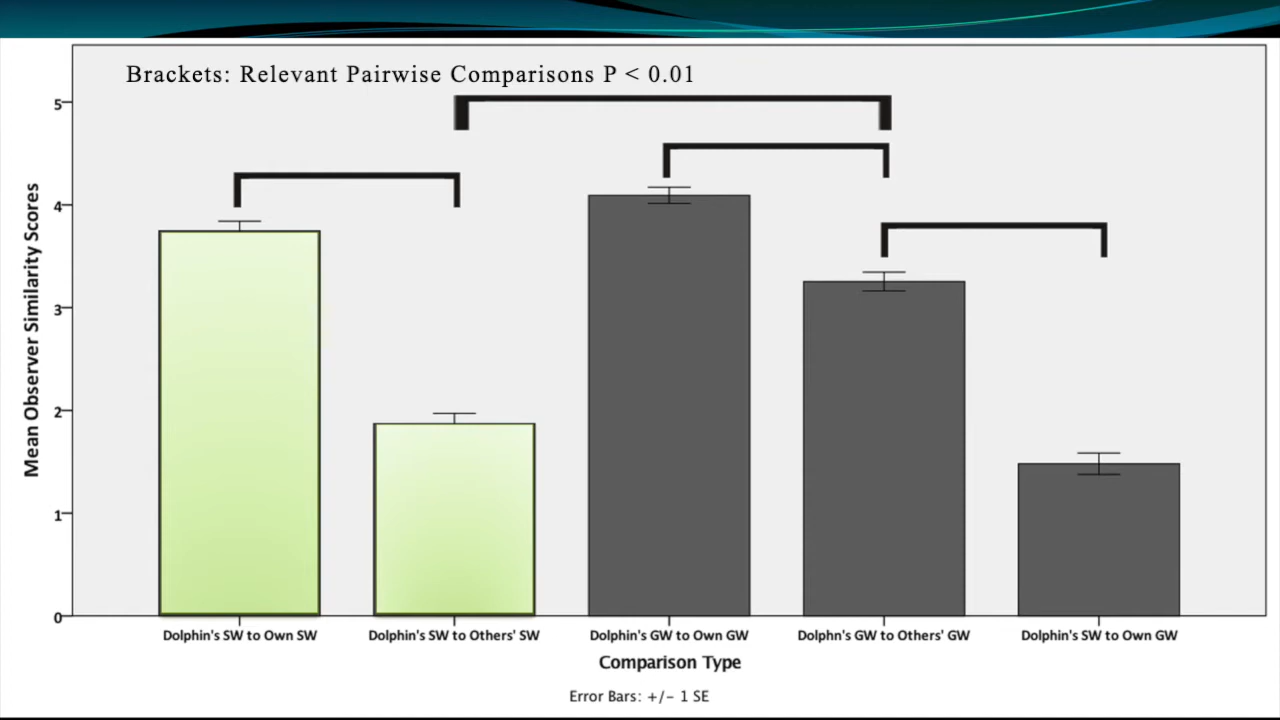 Brackets: Relevant Pairwise Comparisons P < 0.01
Mean Observer Similarity Scores
5
4
3
2
1
0
Dolphin's SW to Own SW
Dolphin's SW to Others' SW
Dolphin's GW to Own GW
Dolphn's GW to Others' GW
Dolphin's SW to Own GW
Comparison Type
Error Bars: +/− 1 SE